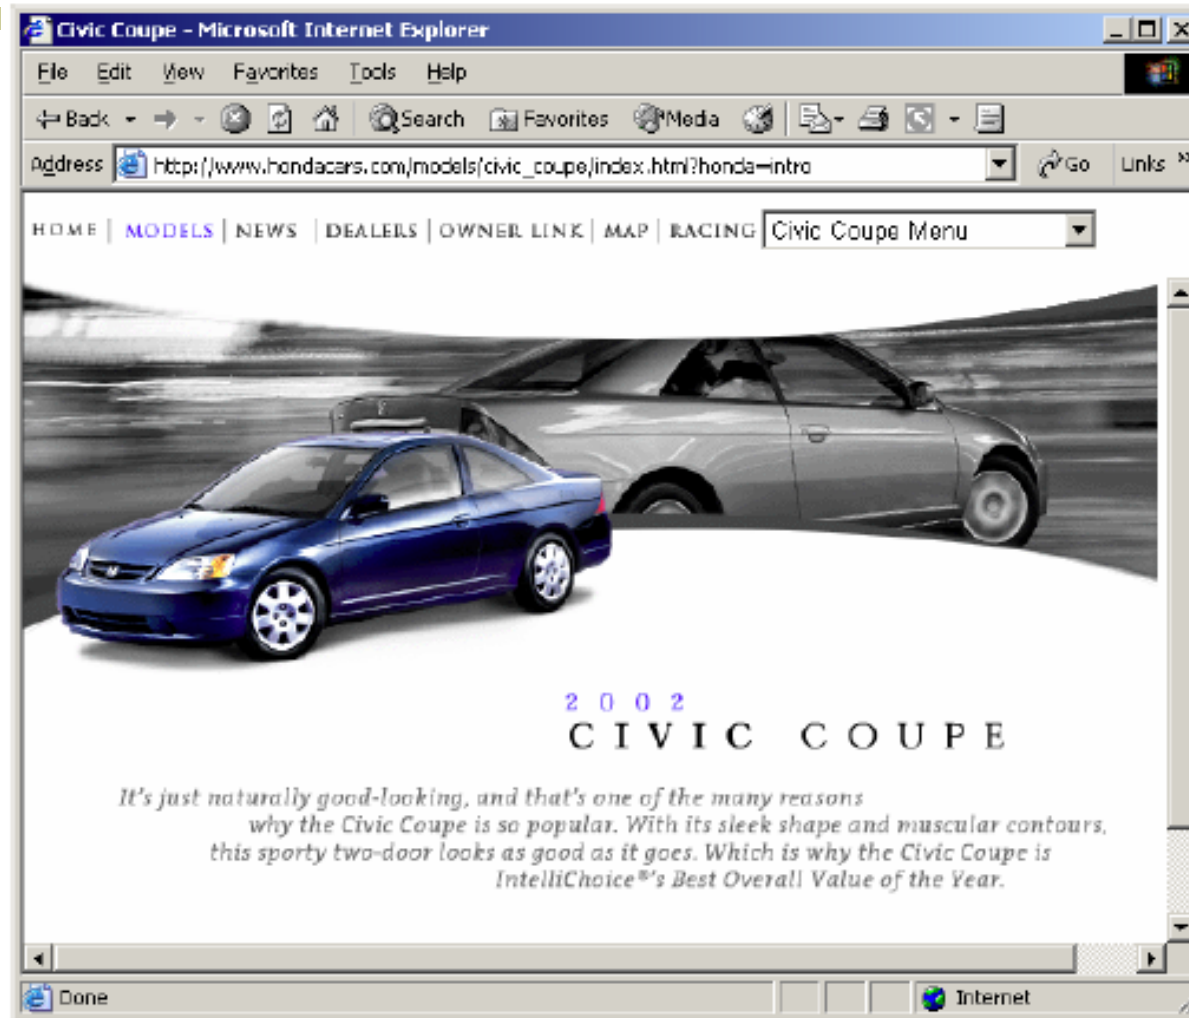 Civic Coupe - Microsoft Internet Explorer
File Edit View Favorites Tools Help
Back Search Favorites Media
Address http://www.hondacars.com/models/civic_coupe/index.html?honda=intro Go Links »
HOME | MODELS | NEWS | DEALERS | OWNER LINK | MAP | RACING Civic Coupe Menu
2002
CIVIC COUPE
It's just naturally good-looking, and that's one of the many reasons
why the Civic Coupe is so popular. With its sleek shape and muscular contours,
this sporty two-door looks as good as it goes. Which is why the Civic Coupe is
IntelliChoice®'s Best Overall Value of the Year.
Done Internet